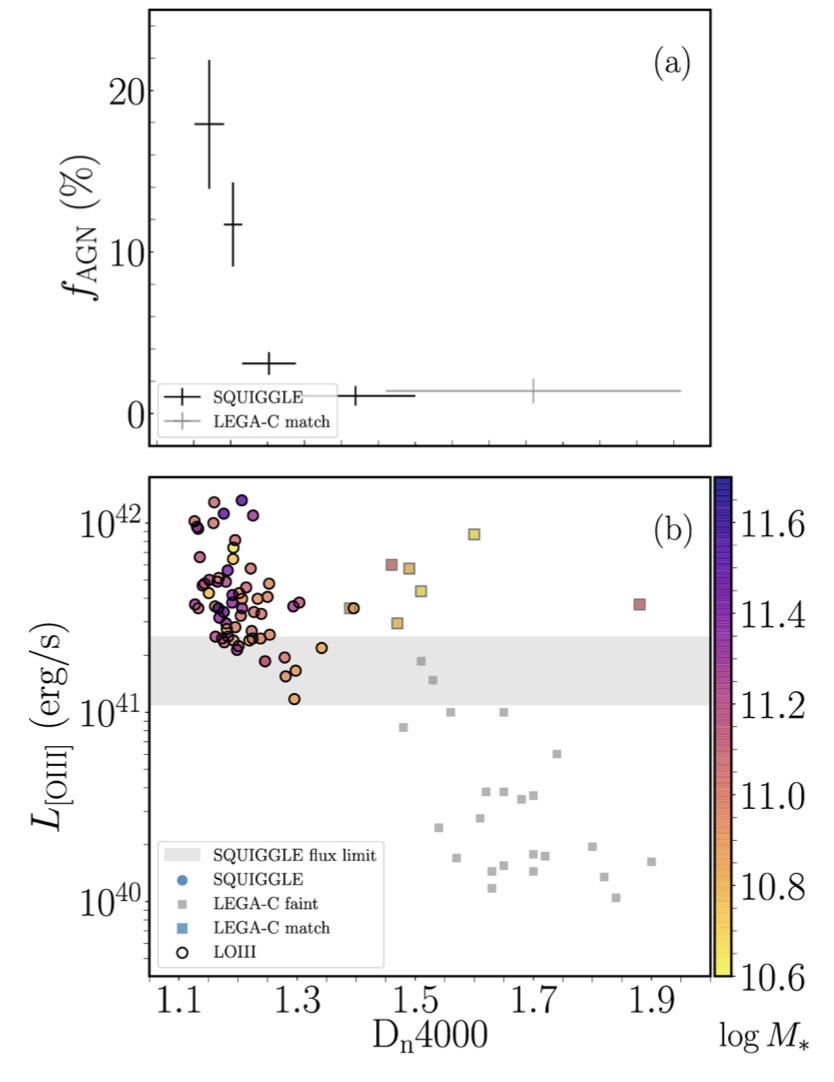 (a)
20
10
0
f_AGN (%)
SQUIGGLE
LEGA-C match
(b)
10^42
10^41
10^40
L_[OIII] (erg/s)
SQUIGGLE flux limit
SQUIGGLE
LEGA-C faint
LEGA-C match
LOIII
1.1 1.3 1.5 1.7 1.9
D_n4000
11.6
11.4
11.2
11.0
10.8
10.6
log M_*